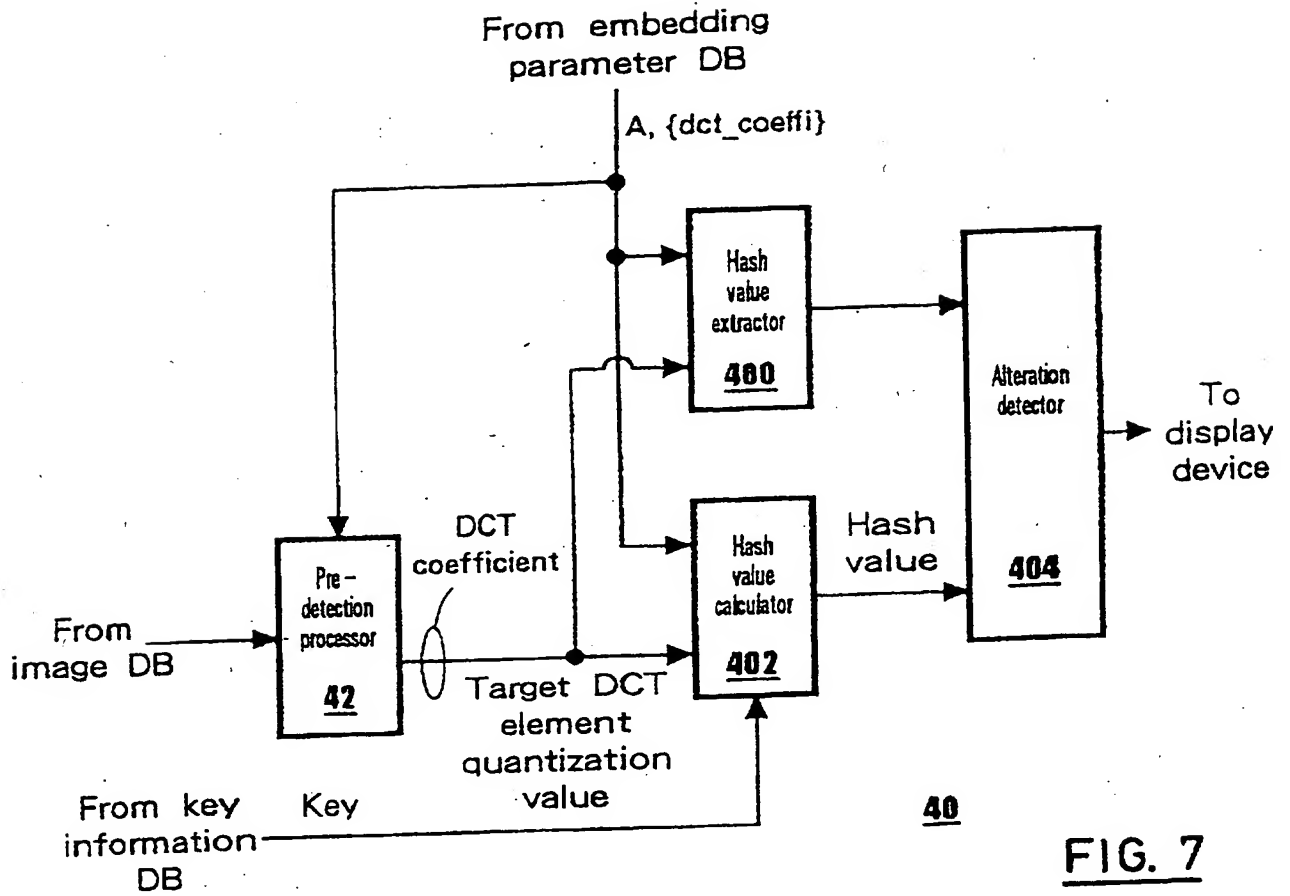 From embedding
parameter DB
A, {dct_coeffi}
Hash
value
extractor
400
Alteration
detector
404
To
display
device
DCT
coefficient
Hash
value
calculator
402
Hash
value
Pre-
detection
processor
42
From
image DB
Target DCT
element
quantization
value
From key
information
DB
Key
40
FIG. 7